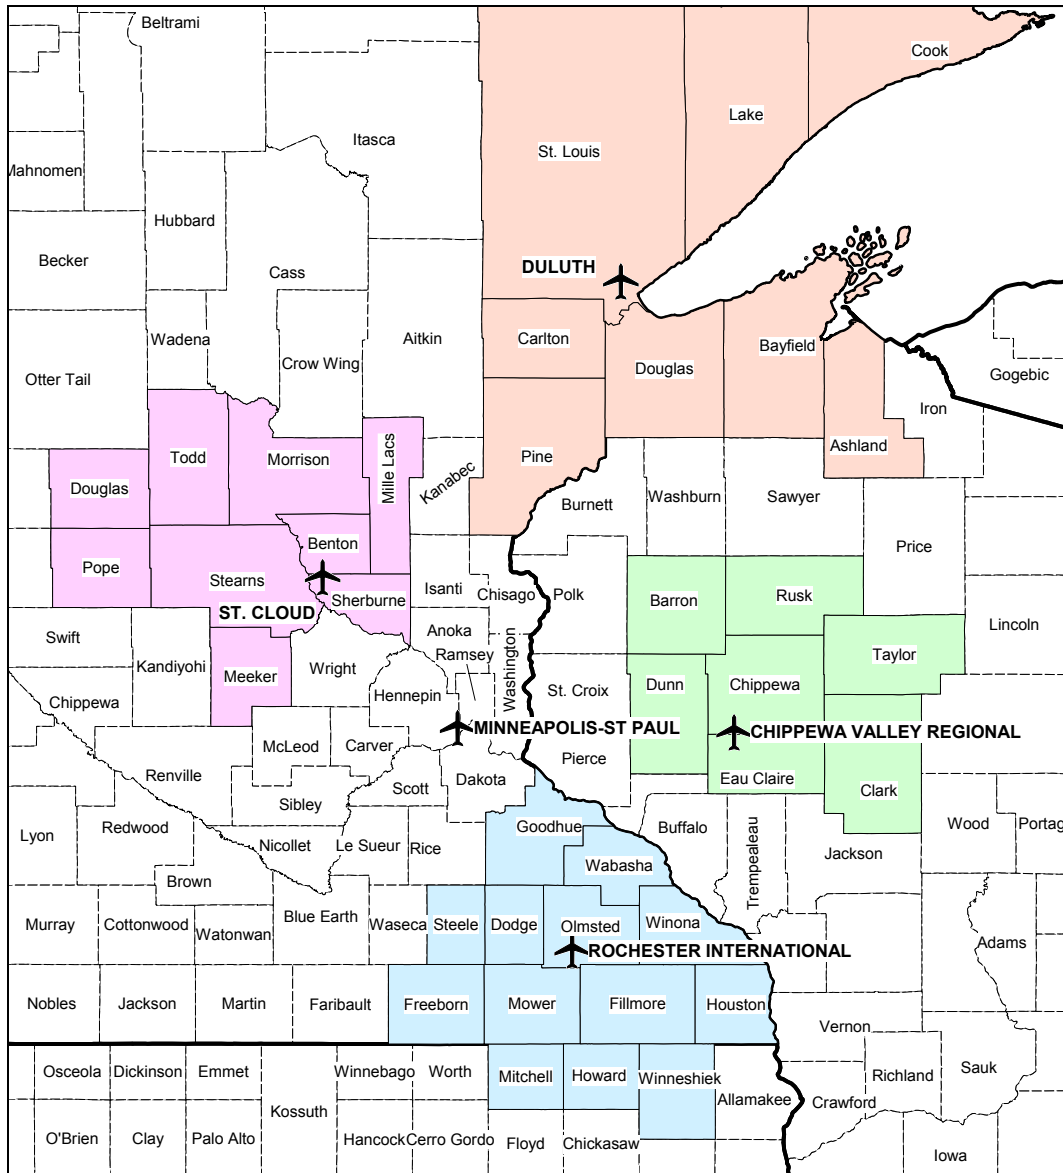 Beltrami
Cook
Lake
Itasca
St. Louis
Mahnomen
Hubbard
Becker
DULUTH
Cass
Wadena
Aitkin
Carlton
Bayfield
Crow Wing
Douglas
Gogebic
Otter Tail
Iron
Ashland
Todd
Morrison
Mille Lacs
Pine
Kanabec
Douglas
Burnett
Washburn
Sawyer
Benton
Price
Pope
Stearns
Isanti
Chisago
Polk
Barron
Rusk
Sherburne
ST. CLOUD
Lincoln
Swift
Anoka
Kandiyohi
Ramsey
Washington
Taylor
Wright
Meeker
Dunn
Chippewa
St. Croix
Hennepin
Chippewa
MINNEAPOLIS-ST PAUL
CHIPPEWA VALLEY REGIONAL
McLeod
Carver
Pierce
Renville
Dakota
Eau Claire
Scott
Clark
Sibley
Goodhue
Buffalo
Wood
Portag
Redwood
Lyon
Nicollet
Le Sueur
Rice
Trempealeau
Jackson
Wabasha
Brown
Murray
Cottonwood
Blue Earth
Waseca
Steele
Dodge
Olmsted
Winona
Watonwan
Adams
ROCHESTER INTERNATIONAL
Nobles
Jackson
Martin
Faribault
Freeborn
Mower
Fillmore
Houston
Vernon
Osceola
Dickinson
Emmet
Winnebago
Worth
Mitchell
Howard
Winneshiek
Richland
Sauk
Kossuth
Allamakee
Crawford
O'Brien
Clay
Palo Alto
Hancock
Cerro Gordo
Floyd
Chickasaw
Iowa